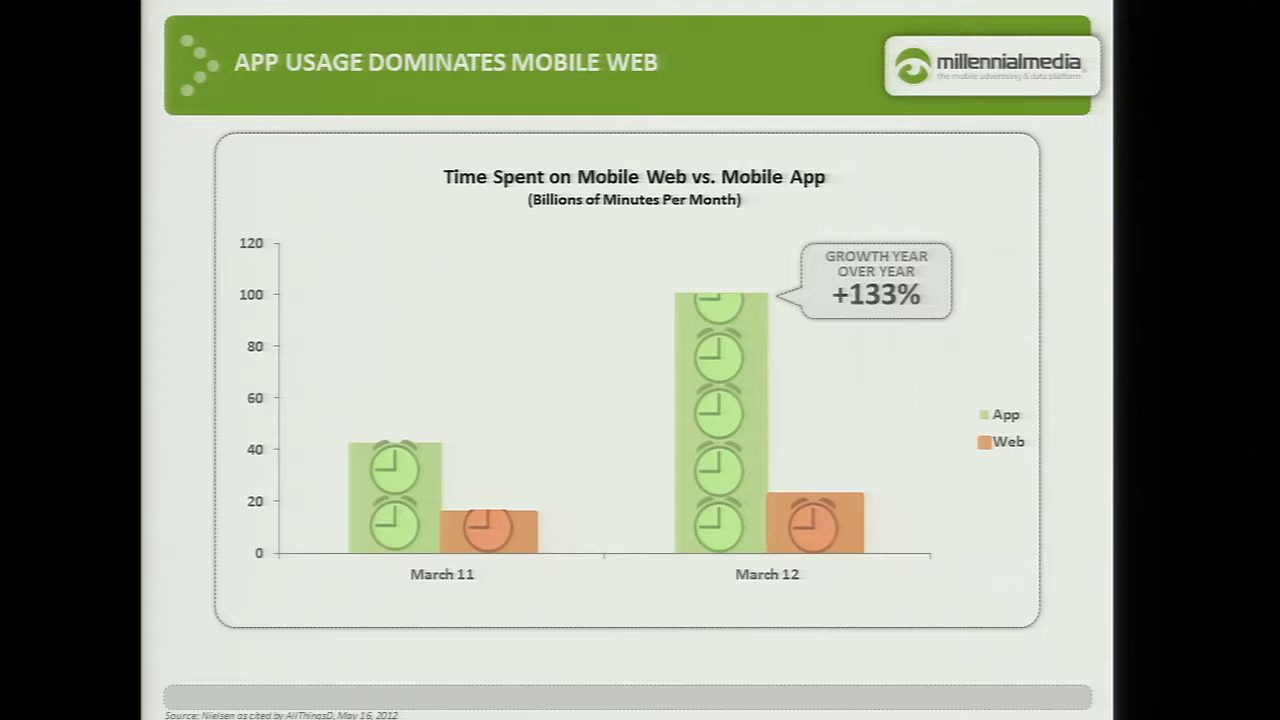 APP USAGE DOMINATES MOBILE WEB
millennialmedia
the mobile advertising & data platform
Time Spent on Mobile Web vs. Mobile App
(Billions of Minutes Per Month)
120
100
80
60
40
20
0
GROWTH YEAR
OVER YEAR
+133%
App
Web
March 11
March 12
Source: Nielsen as cited by AllThingsD, May 16, 2012